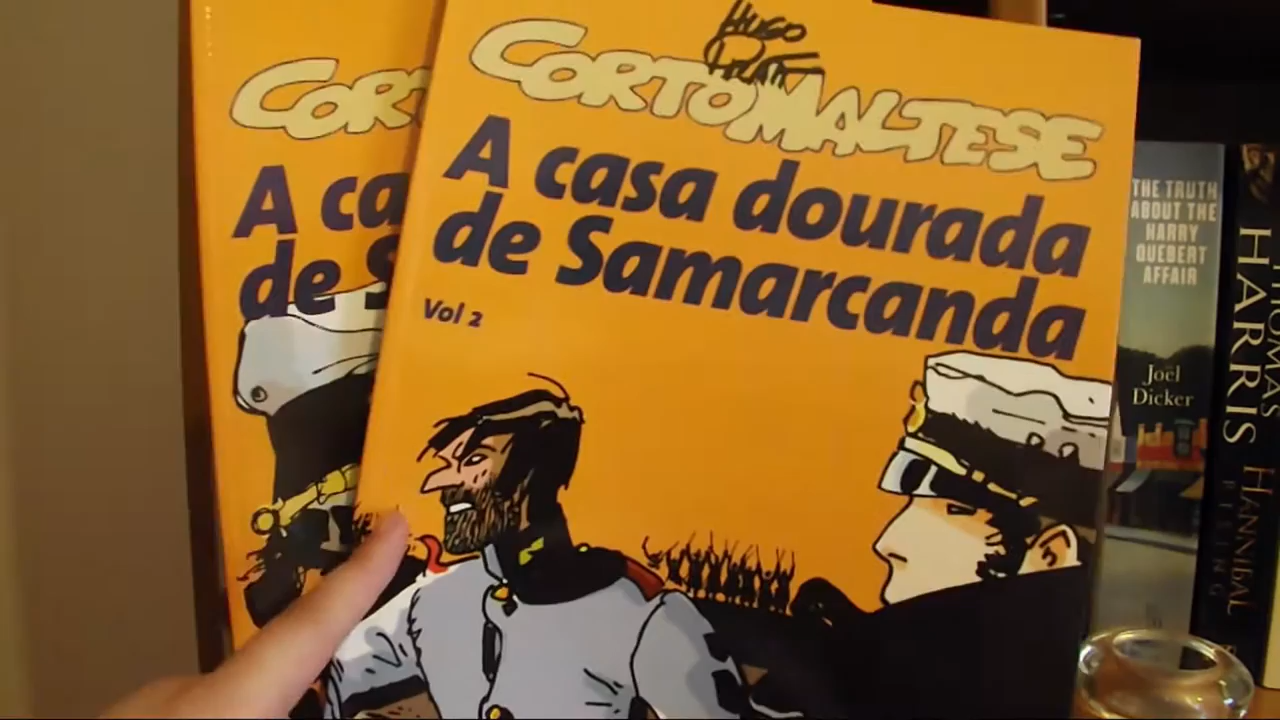 HUGO
PRATT
CORTO MALTESE
A casa dourada
de Samarcanda
Vol 2
CORT
A ca
de S
THE TRUTH
ABOUT THE
HARRY
QUEBERT
AFFAIR
Joël
Dicker
THOMAS
HARRIS
HANNIBAL